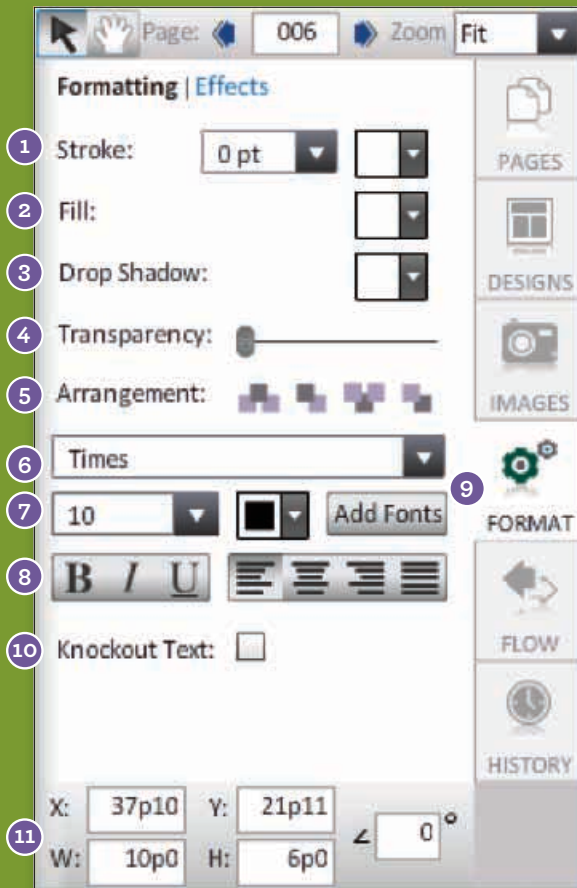 Page: 006 Zoom Fit
Formatting | Effects
1 Stroke: 0 pt
2 Fill:
3 Drop Shadow:
4 Transparency:
5 Arrangement:
6 Times
7 10 Add Fonts 9
8 B I U
10 Knockout Text:
11 X: 37p10 Y: 21p11
W: 10p0 H: 6p0 ∠ 0 °
PAGES
DESIGNS
IMAGES
FORMAT
FLOW
HISTORY